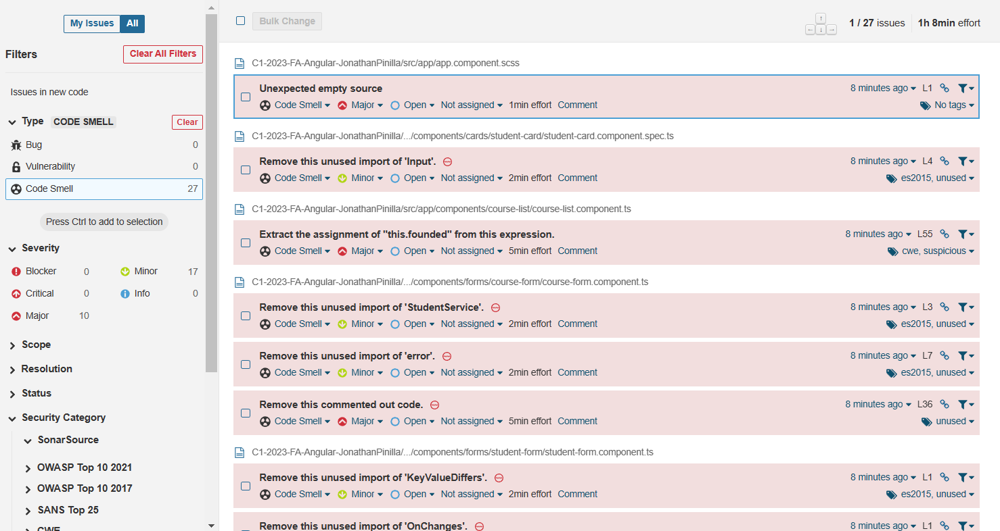 My Issues All
Filters Clear All Filters
Issues in new code
Type CODE SMELL Clear
Bug 0
Vulnerability 0
Code Smell 27
Press Ctrl to add to selection
Severity
Blocker 0 Minor 17
Critical 0 Info 0
Major 10
Scope
Resolution
Status
Security Category
SonarSource
OWASP Top 10 2021
OWASP Top 10 2017
SANS Top 25
CWE
Bulk Change 1 / 27 issues 1h 8min effort
C1-2023-FA-Angular-JonathanPinilla/src/app/app.component.scss
Unexpected empty source 8 minutes ago L1
Code Smell Major Open Not assigned 1min effort Comment No tags
C1-2023-FA-Angular-JonathanPinilla/.../components/cards/student-card/student-card.component.spec.ts
Remove this unused import of 'Input'. 8 minutes ago L4
Code Smell Minor Open Not assigned 2min effort Comment es2015, unused
C1-2023-FA-Angular-JonathanPinilla/src/app/components/course-list/course-list.component.ts
Extract the assignment of "this.founded" from this expression. 8 minutes ago L55
Code Smell Major Open Not assigned 5min effort Comment cwe, suspicious
C1-2023-FA-Angular-JonathanPinilla/.../components/forms/course-form/course-form.component.ts
Remove this unused import of 'StudentService'. 8 minutes ago L3
Code Smell Minor Open Not assigned 2min effort Comment es2015, unused
Remove this unused import of 'error'. 8 minutes ago L7
Code Smell Minor Open Not assigned 2min effort Comment es2015, unused
Remove this commented out code. 8 minutes ago L36
Code Smell Major Open Not assigned 5min effort Comment unused
C1-2023-FA-Angular-JonathanPinilla/.../components/forms/student-form/student-form.component.ts
Remove this unused import of 'KeyValueDiffers'. 8 minutes ago L1
Code Smell Minor Open Not assigned 2min effort Comment es2015, unused
Remove this unused import of 'OnChanges'. 8 minutes ago L1